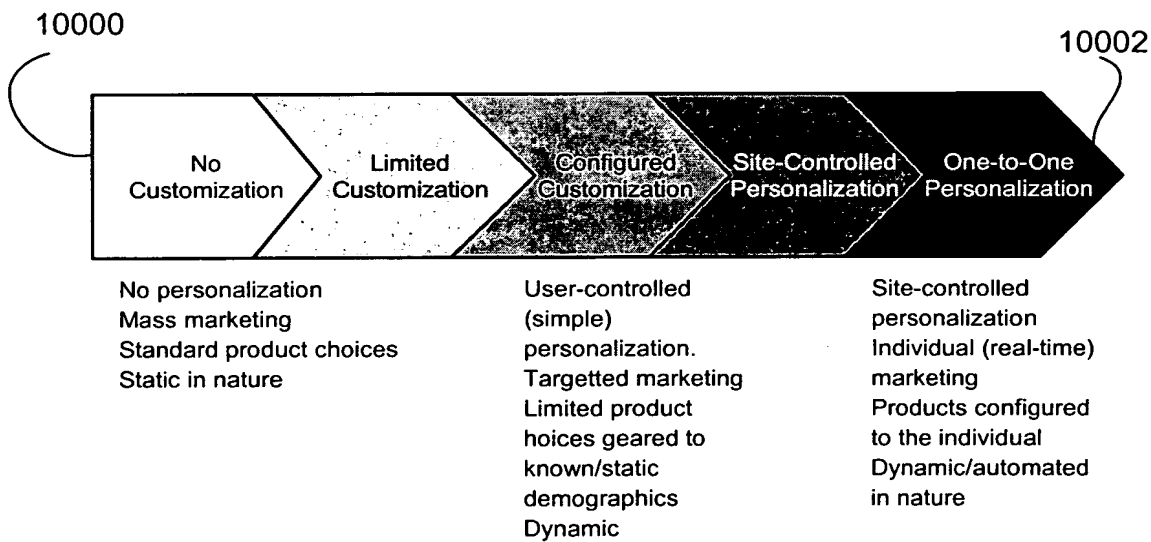 10000
10002
No
Customization
Limited
Customization
Configured
Customization
Site-Controlled
Personalization
One-to-One
Personalization
No personalization
Mass marketing
Standard product choices
Static in nature
User-controlled
(simple)
personalization.
Targetted marketing
Limited product
hoices geared to
known/static
demographics
Dynamic
Site-controlled
personalization
Individual (real-time)
marketing
Products configured
to the individual
Dynamic/automated
in nature